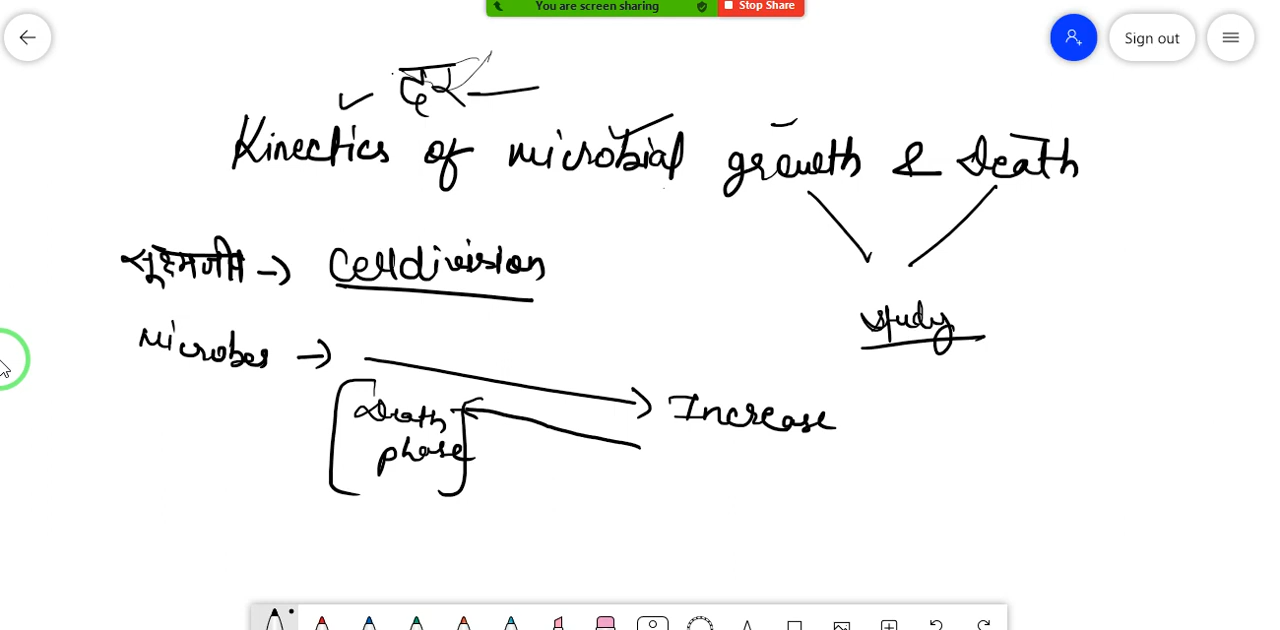 You are screen sharing Stop Share
Sign out
दर
Kinectics of microbial growth & Death
सूक्ष्मजीव → Celldivision
study
Microbes →
Increase
Death
phase